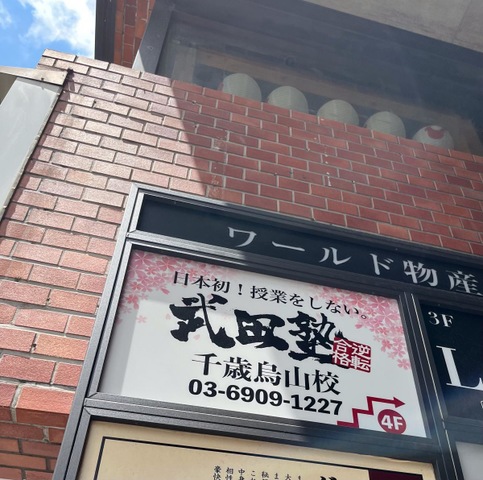 ワールド物産
日本初！授業をしない。
武田塾
逆転
合格
千歳烏山校
03-6909-1227
4F
3F
L